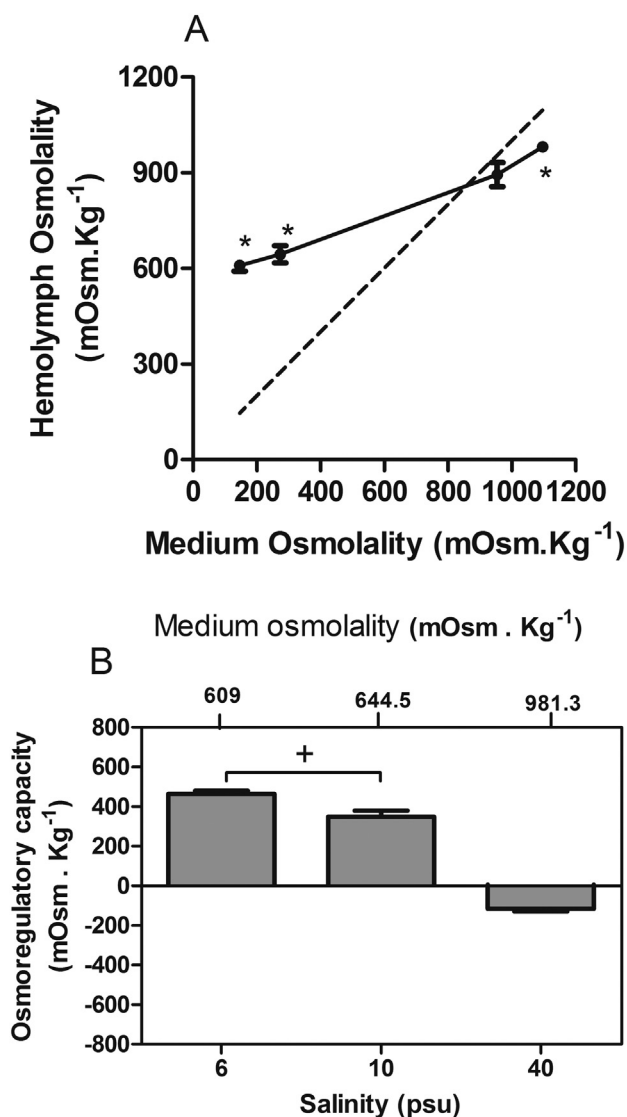 A
1200
900
600
300
0
Hemolymph Osmolality
(mOsm.Kg-1)
*
*
*
0 200 400 600 800 1000 1200
Medium Osmolality (mOsm.Kg-1)
Medium osmolality (mOsm . Kg-1)
B
609 644.5 981.3
800
600
400
200
0
-200
-400
-600
-800
Osmoregulatory capacity
(mOsm . Kg-1)
+
6 10 40
Salinity (psu)